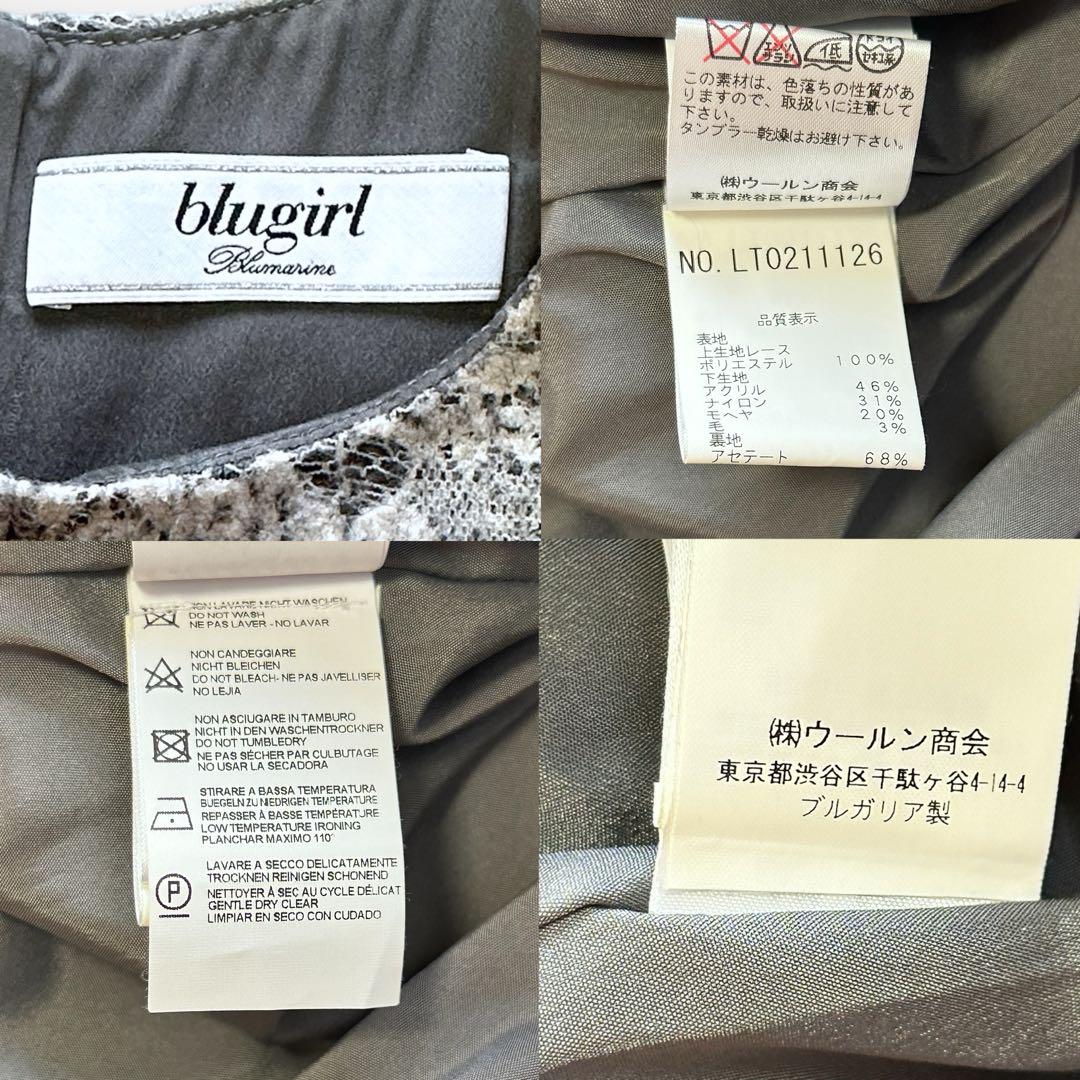 blugirl
Blumarine
エンソ
サラシ
低
ドライ
セキユ系
この素材は、色落ちの性質があ
りますので、取扱いに注意して
下さい。
タンブラー乾燥はお避け下さい。
㈱ウールン商会
東京都渋谷区千駄ヶ谷4-14-4
NO. LT0211126
品質表示
表地
上生地レース
ポリエステル 100%
下生地
アクリル 46%
ナイロン 31%
モヘヤ 20%
毛 3%
裏地
アセテート 68%
NON LAVARE NICHT WASCHEN
DO NOT WASH
NE PAS LAVER - NO LAVAR
NON CANDEGGIARE
NICHT BLEICHEN
DO NOT BLEACH- NE PAS JAVELLISER
NO LEJIA
NON ASCIUGARE IN TAMBURO
NICHT IN DEN WASCHENTROCKNER
DO NOT TUMBLEDRY
NE PAS SÉCHER PAR CULBUTAGE
NO USAR LA SECADORA
STIRARE A BASSA TEMPERATURA
BUEGELN ZU NIEDRIGEN TEMPERATURE
REPASSER À BASSE TEMPÉRATURE
LOW TEMPERATURE IRONING
PLANCHAR MAXIMO 110°
P
LAVARE A SECCO DELICATAMENTE
TROCKNEN REINIGEN SCHONEND
NETTOYER À SEC AU CYCLE DÉLICAT
GENTLE DRY CLEAR
LIMPIAR EN SECO CON CUDADO
㈱ウールン商会
東京都渋谷区千駄ヶ谷4-14-4
ブルガリア製